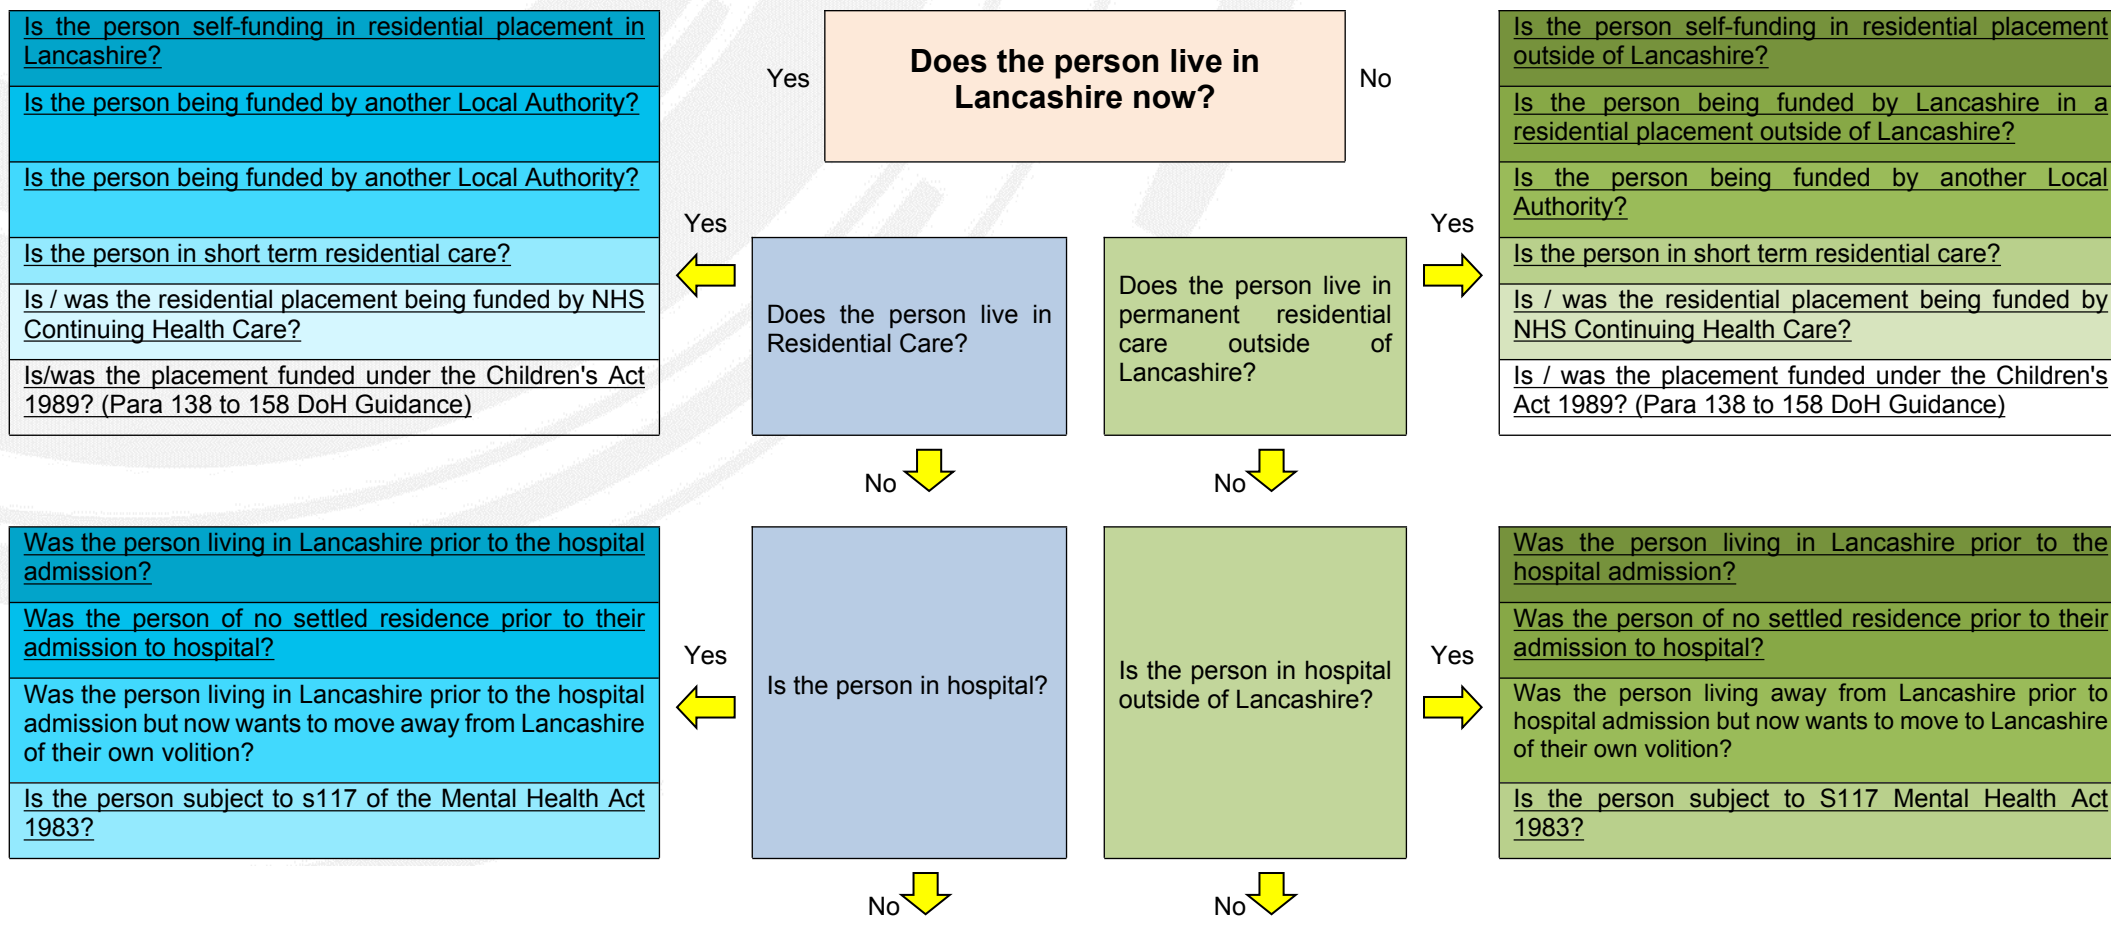 Is the person self-funding in residential placement in
Lancashire?
Is the person being funded by another Local Authority?
Is the person being funded by another Local Authority?
Is the person in short term residential care?
Is / was the residential placement being funded by NHS
Continuing Health Care?
Is/was the placement funded under the Children's Act
1989? (Para 138 to 158 DoH Guidance)
Yes
Does the person live in
Lancashire now?
No
Yes
Does the person live in
Residential Care?
No
Does the person live in
permanent residential
care outside of
Lancashire?
No
Yes
Is the person self-funding in residential placement
outside of Lancashire?
Is the person being funded by Lancashire in a
residential placement outside of Lancashire?
Is the person being funded by another Local
Authority?
Is the person in short term residential care?
Is / was the residential placement being funded by
NHS Continuing Health Care?
Is / was the placement funded under the Children's
Act 1989? (Para 138 to 158 DoH Guidance)
Was the person living in Lancashire prior to the hospital
admission?
Was the person of no settled residence prior to their
admission to hospital?
Was the person living in Lancashire prior to the hospital
admission but now wants to move away from Lancashire
of their own volition?
Is the person subject to s117 of the Mental Health Act
1983?
Yes
Is the person in hospital?
No
Is the person in hospital
outside of Lancashire?
No
Yes
Was the person living in Lancashire prior to the
hospital admission?
Was the person of no settled residence prior to their
admission to hospital?
Was the person living away from Lancashire prior to
hospital admission but now wants to move to Lancashire
of their own volition?
Is the person subject to S117 Mental Health Act
1983?